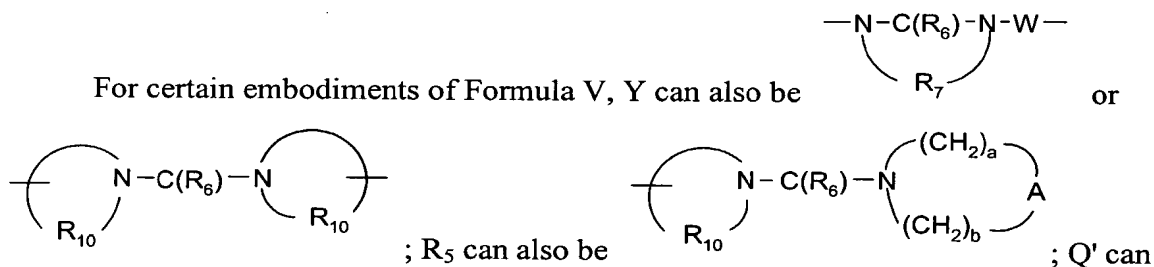 —N—C(R₆)—N—W—
R₇
For certain embodiments of Formula V, Y can also be or
N—C(R₆)—N R₁₀ R₁₀ ; R₅ can also be N—C(R₆)—N (CH₂)ₐ A (CH₂)_b R₁₀ ; Q' can